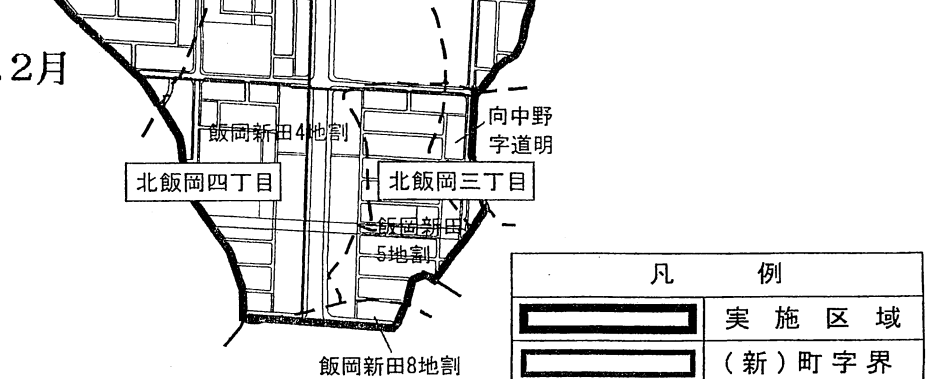 .2月
飯岡新田4地割
向中野
字道明
北飯岡四丁目
北飯岡三丁目
飯岡新田
5地割
飯岡新田8地割
凡 例
実 施 区 域
(新)町字界